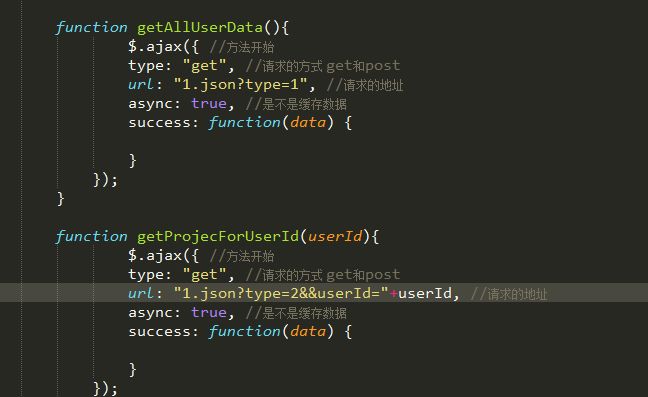 function getAllUserData(){
$.ajax({ //方法开始
type: "get", //请求的方式 get和post
url: "1.json?type=1", //请求的地址
async: true, //是不是缓存数据
success: function(data) {
}
});
}
function getProjecForUserId(userId){
$.ajax({ //方法开始
type: "get", //请求的方式 get和post
url: "1.json?type=2&&userId="+userId, //请求的地址
async: true, //是不是缓存数据
success: function(data) {
}
});